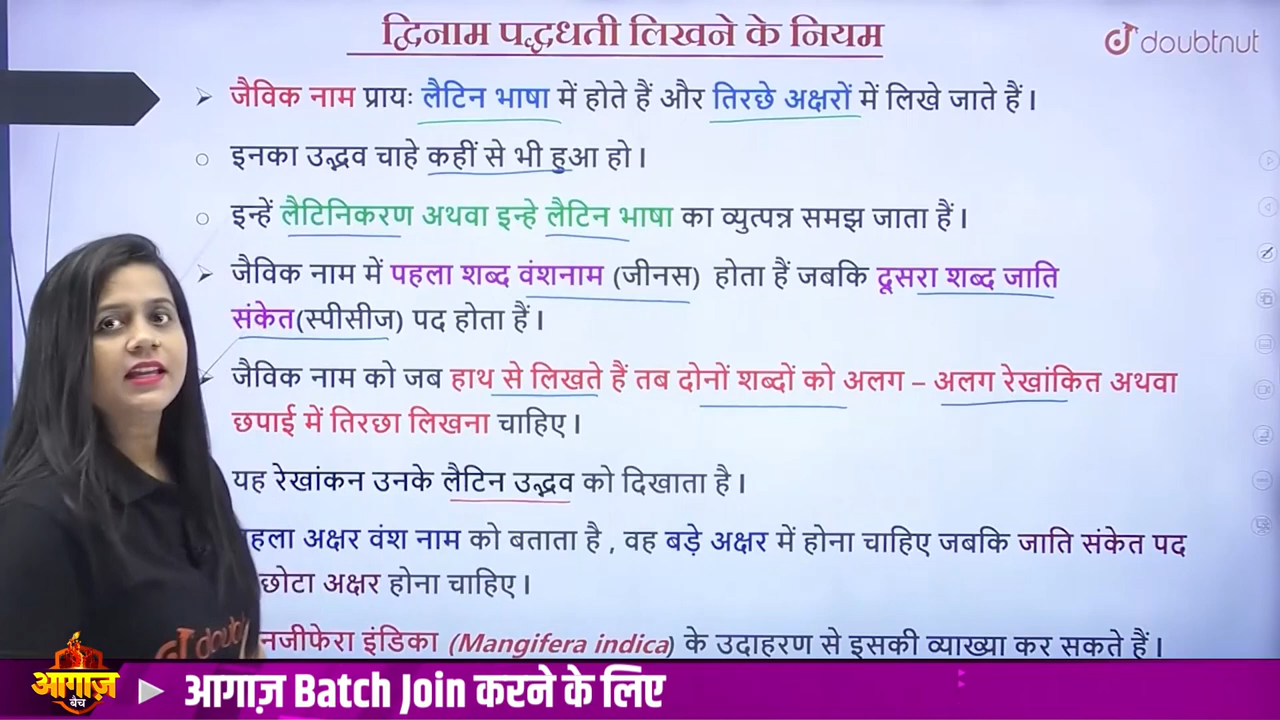 द्विनाम पद्धधती लिखने के नियम
doubtnut
➢ जैविक नाम प्रायः लैटिन भाषा में होते हैं और तिरछे अक्षरों में लिखे जाते हैं।
○ इनका उद्भव चाहे कहीं से भी हुआ हो।
○ इन्हें लैटिनिकरण अथवा इन्हे लैटिन भाषा का व्युत्पन्न समझ जाता हैं।
➢ जैविक नाम में पहला शब्द वंशनाम (जीनस) होता हैं जबकि दूसरा शब्द जाति
संकेत(स्पीसीज) पद होता हैं।
जैविक नाम को जब हाथ से लिखते हैं तब दोनों शब्दों को अलग – अलग रेखांकित अथवा
छपाई में तिरछा लिखना चाहिए।
यह रेखांकन उनके लैटिन उद्भव को दिखाता है।
अक्षर वंश नाम को बताता है , वह बड़े अक्षर में होना चाहिए जबकि जाति संकेत पद
छोटा अक्षर होना चाहिए।
इंडिका (Mangifera indica) के उदाहरण से इसकी व्याख्या कर सकते हैं।
आगाज़
बैच
आगाज़ Batch Join करने के लिए